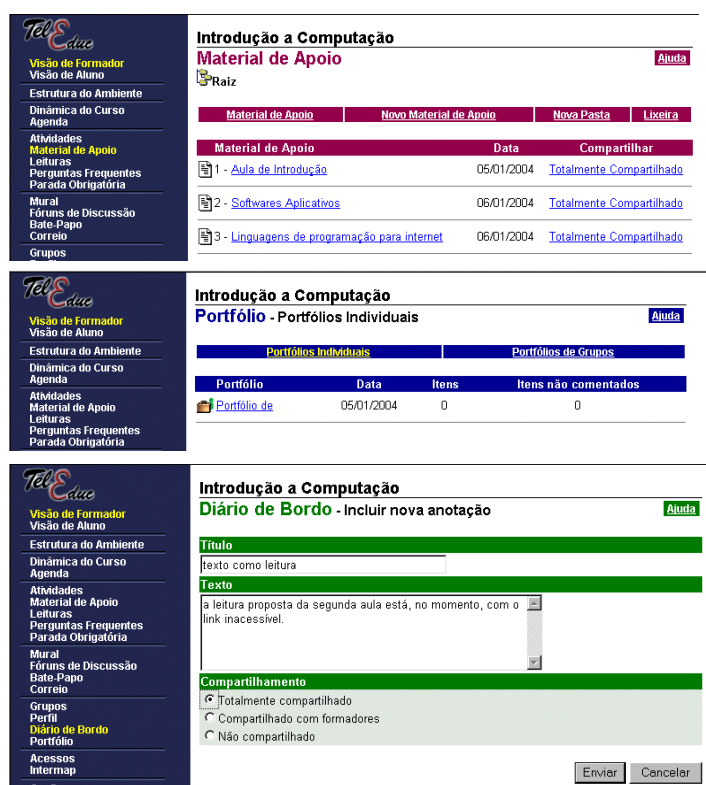 TelEduc
Visão de Formador
Visão de Aluno
Estrutura do Ambiente
Dinâmica do Curso
Agenda
Atividades
Material de Apoio
Leituras
Perguntas Frequentes
Parada Obrigatória
Mural
Fóruns de Discussão
Bate-Papo
Correio
Grupos
Introdução a Computação
Material de Apoio
Ajuda
Raiz
Material de Apoio Novo Material de Apoio Nova Pasta Lixeira
Material de Apoio Data Compartilhar
1 - Aula de Introdução 05/01/2004 Totalmente Compartilhado
2 - Softwares Aplicativos 06/01/2004 Totalmente Compartilhado
3 - Linguagens de programação para internet 06/01/2004 Totalmente Compartilhado
TelEduc
Visão de Formador
Visão de Aluno
Estrutura do Ambiente
Dinâmica do Curso
Agenda
Atividades
Material de Apoio
Leituras
Perguntas Frequentes
Parada Obrigatória
Introdução a Computação
Portfólio - Portfólios Individuais
Ajuda
Portfólios Individuais Portfólios de Grupos
Portfólio Data Itens Itens não comentados
Portfólio de 05/01/2004 0 0
TelEduc
Visão de Formador
Visão de Aluno
Estrutura do Ambiente
Dinâmica do Curso
Agenda
Atividades
Material de Apoio
Leituras
Perguntas Frequentes
Parada Obrigatória
Mural
Fóruns de Discussão
Bate-Papo
Correio
Grupos
Perfil
Diário de Bordo
Portfólio
Acessos
Intermap
Introdução a Computação
Diário de Bordo - Incluir nova anotação
Ajuda
Título
texto como leitura
Texto
a leitura proposta da segunda aula está, no momento, com o
link inacessível.
Compartilhamento
Totalmente compartilhado
Compartilhado com formadores
Não compartilhado
Enviar Cancelar